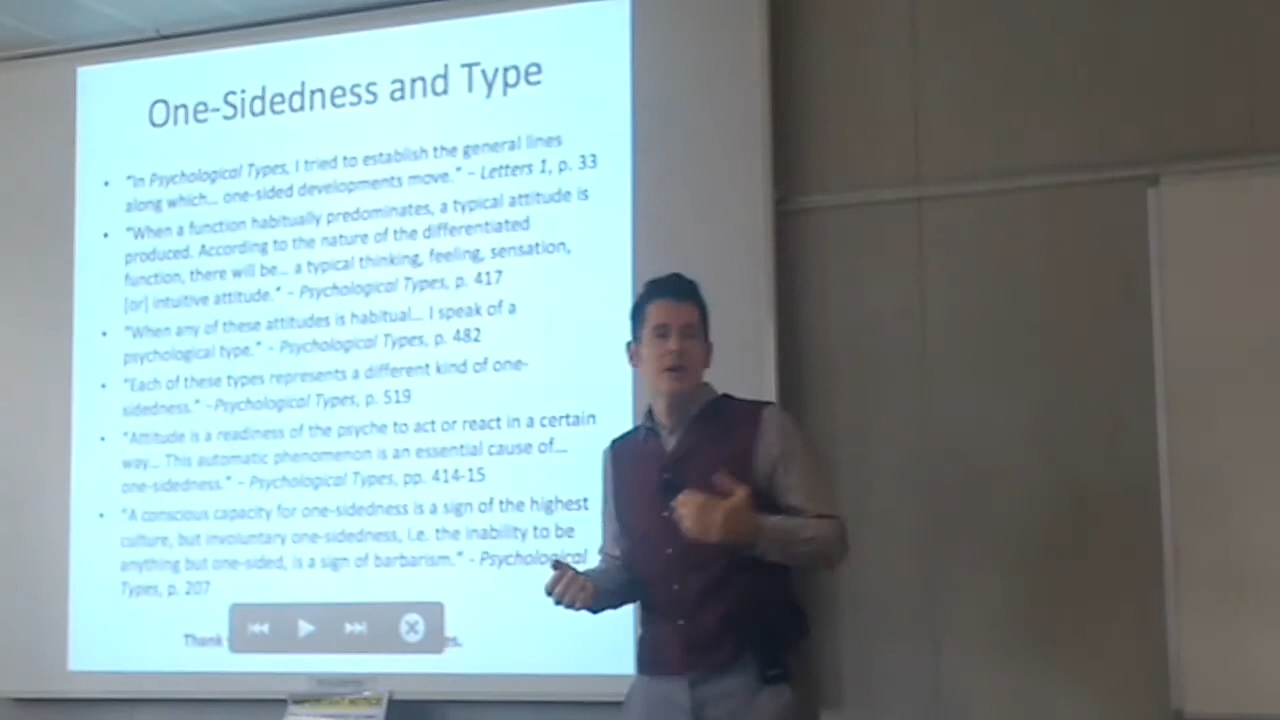 One-Sidedness and Type
• "In Psychological Types, I tried to establish the general lines
along which... one-sided developments move." – Letters 1, p. 33
• "When a function habitually predominates, a typical attitude is
produced. According to the nature of the differentiated
function, there will be... a typical thinking, feeling, sensation,
[or] intuitive attitude." – Psychological Types, p. 417
• "When any of these attitudes is habitual... I speak of a
psychological type." – Psychological Types, p. 482
• "Each of these types represents a different kind of one-
sidedness." –Psychological Types, p. 519
• "Attitude is a readiness of the psyche to act or react in a certain
way... This automatic phenomenon is an essential cause of...
one-sidedness." – Psychological Types, pp. 414-15
• "A conscious capacity for one-sidedness is a sign of the highest
culture, but involuntary one-sidedness, i.e. the inability to be
anything but one-sided, is a sign of barbarism." - Psychological
Types, p. 207
Thank